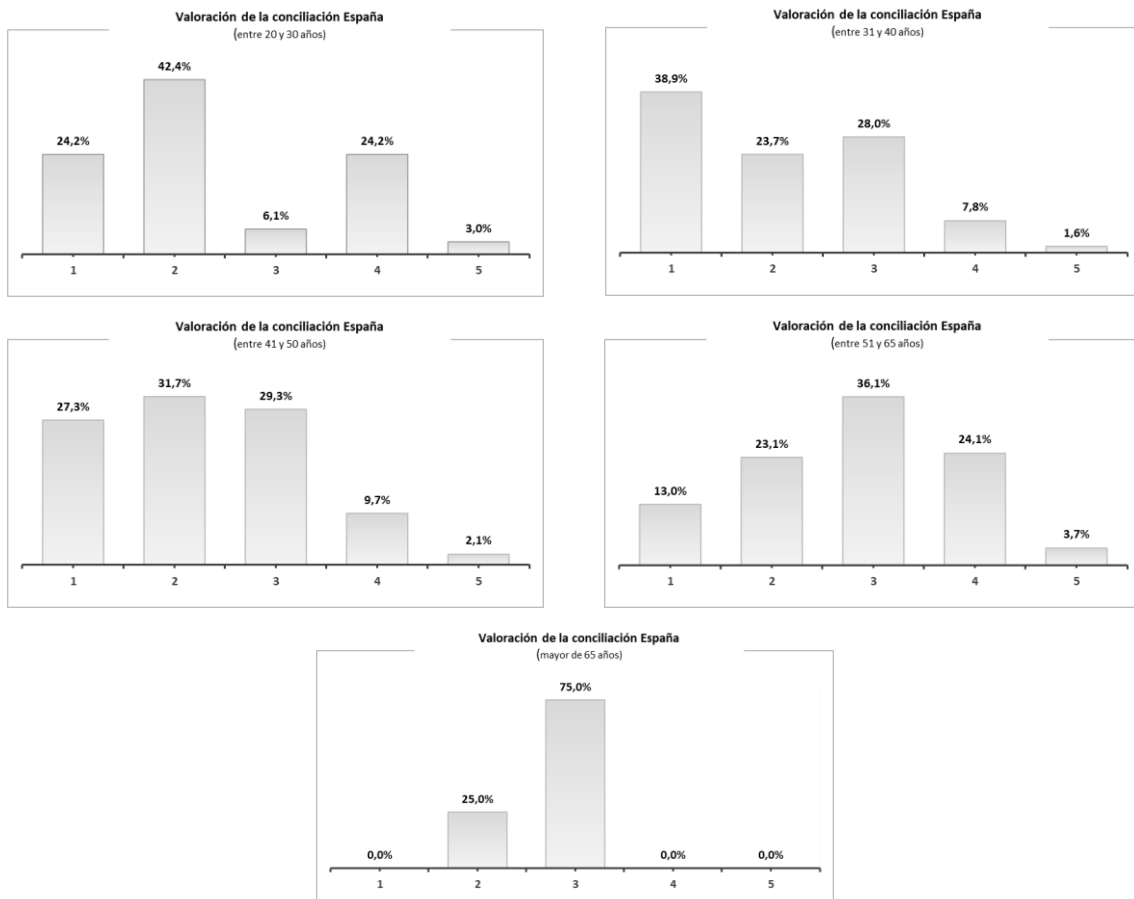 Valoración de la conciliación España
(entre 20 y 30 años)
42,4%
24,2%
24,2%
6,1%
3,0%
1 2 3 4 5
Valoración de la conciliación España
(entre 31 y 40 años)
38,9%
28,0%
23,7%
7,8%
1,6%
1 2 3 4 5
Valoración de la conciliación España
(entre 41 y 50 años)
31,7%
29,3%
27,3%
9,7%
2,1%
1 2 3 4 5
Valoración de la conciliación España
(entre 51 y 65 años)
36,1%
24,1%
23,1%
13,0%
3,7%
1 2 3 4 5
Valoración de la conciliación España
(mayor de 65 años)
75,0%
25,0%
0,0% 0,0% 0,0%
1 2 3 4 5